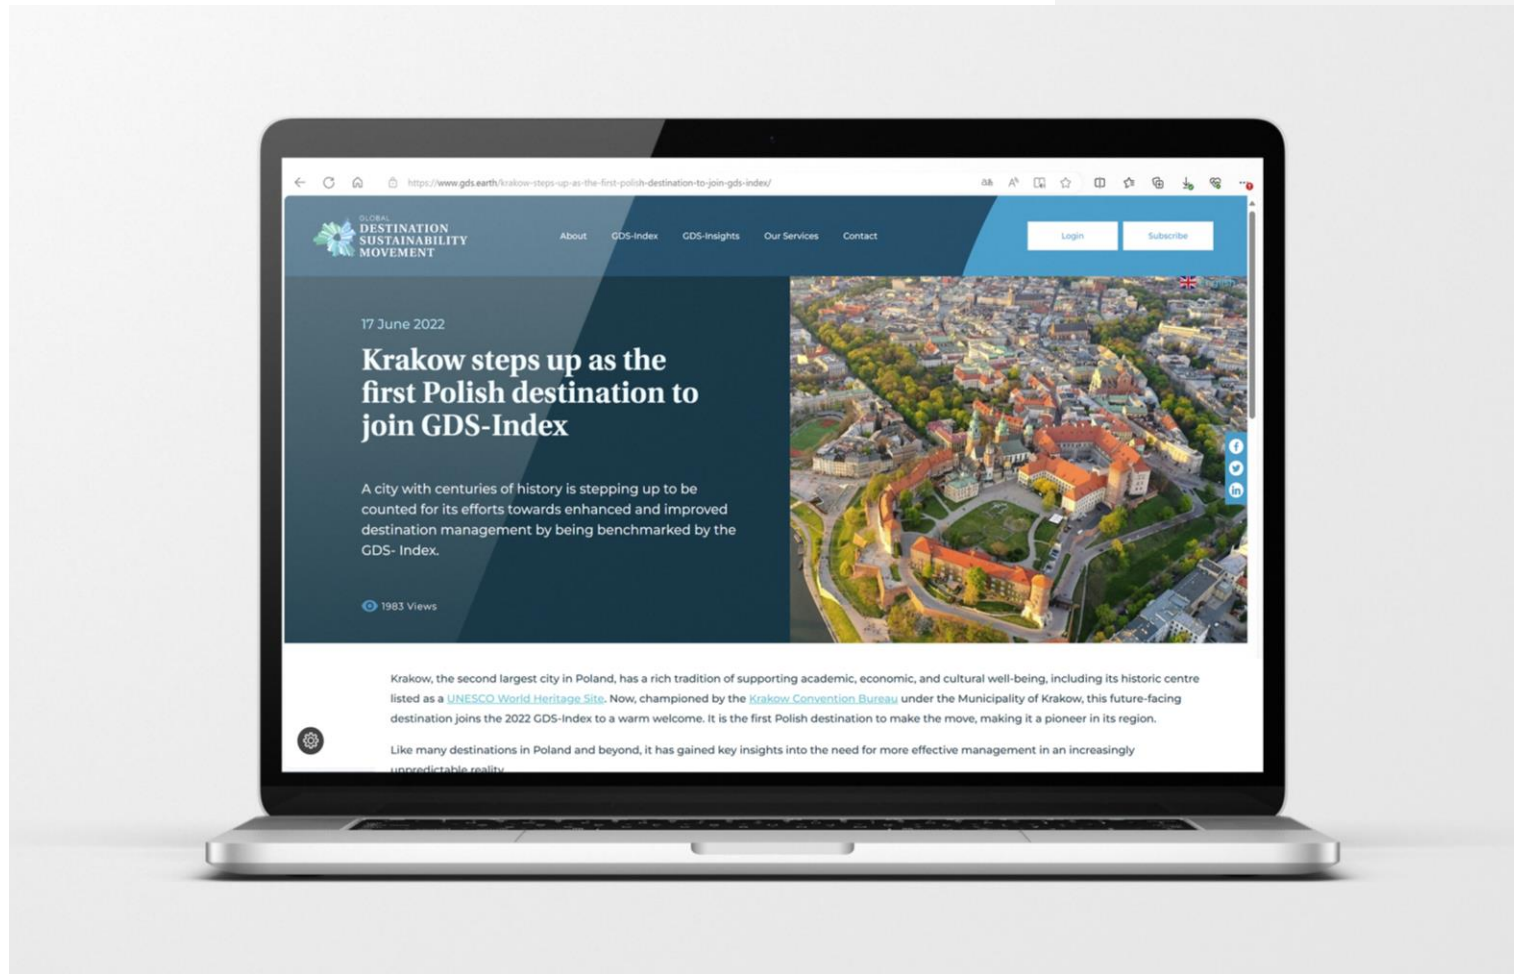 https://www.gds.earth/krakow-steps-up-as-the-first-polish-destination-to-join-gds-index/
GLOBAL
DESTINATION
SUSTAINABILITY
MOVEMENT
About GDS-Index GDS-Insights Our Services Contact
Login Subscribe
17 June 2022
Krakow steps up as the
first Polish destination to
join GDS-Index
A city with centuries of history is stepping up to be
counted for its efforts towards enhanced and improved
destination management by being benchmarked by the
GDS- Index.
1983 Views
Krakow, the second largest city in Poland, has a rich tradition of supporting academic, economic, and cultural well-being, including its historic centre
listed as a UNESCO World Heritage Site. Now, championed by the Krakow Convention Bureau under the Municipality of Krakow, this future-facing
destination joins the 2022 GDS-Index to a warm welcome. It is the first Polish destination to make the move, making it a pioneer in its region.
Like many destinations in Poland and beyond, it has gained key insights into the need for more effective management in an increasingly
unpredictable reality